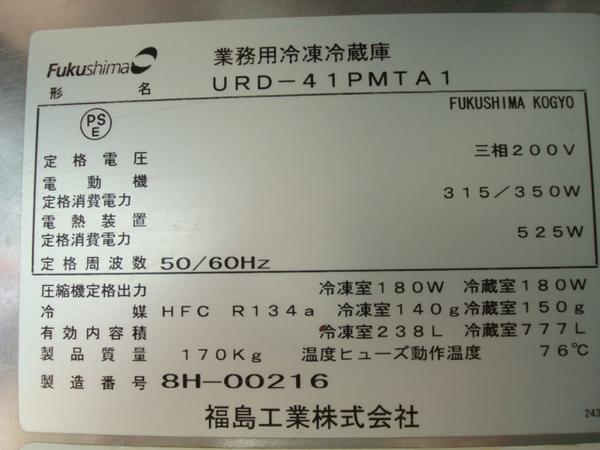 Fukushima 業務用冷凍冷蔵庫
形名 URD-41PMTA1
FUKUSHIMA KOGYO
PS E
定格電圧 三相200V
電動機
定格消費電力 315/350W
電熱装置
定格消費電力 525W
定格周波数 50/60Hz
圧縮機定格出力 冷凍室180W 冷蔵室180W
冷媒 HFC R134a 冷凍室140g 冷蔵室150g
有効内容積 冷凍室238L 冷蔵室777L
製品質量 170Kg 温度ヒューズ動作温度 76℃
製造番号 8H-00216
福島工業株式会社
243